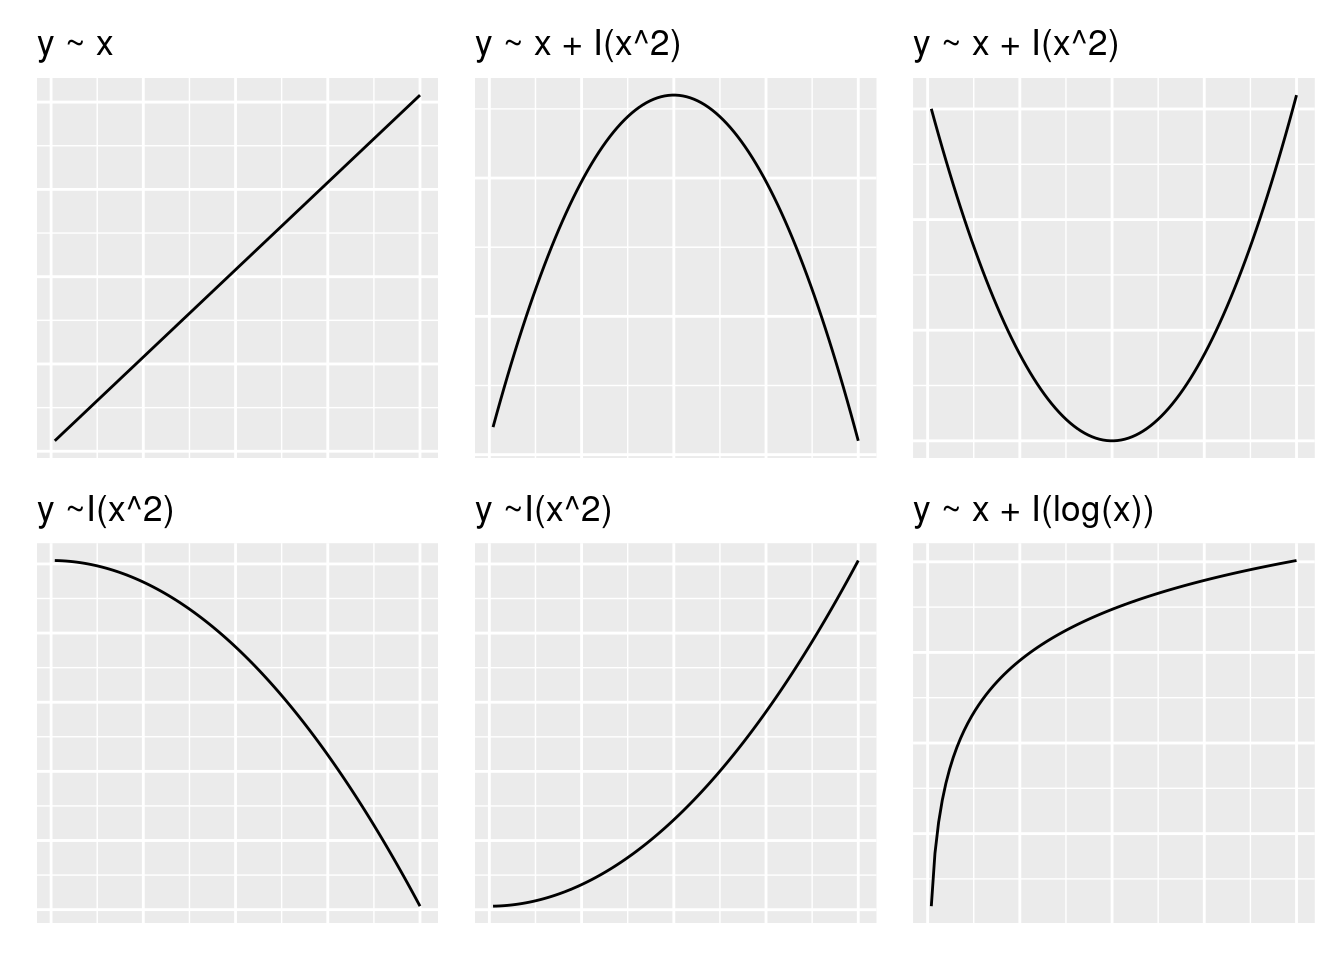 y ~ x
y ~ x + I(x^2)
y ~ x + I(x^2)
y ~I(x^2)
y ~I(x^2)
y ~ x + I(log(x))